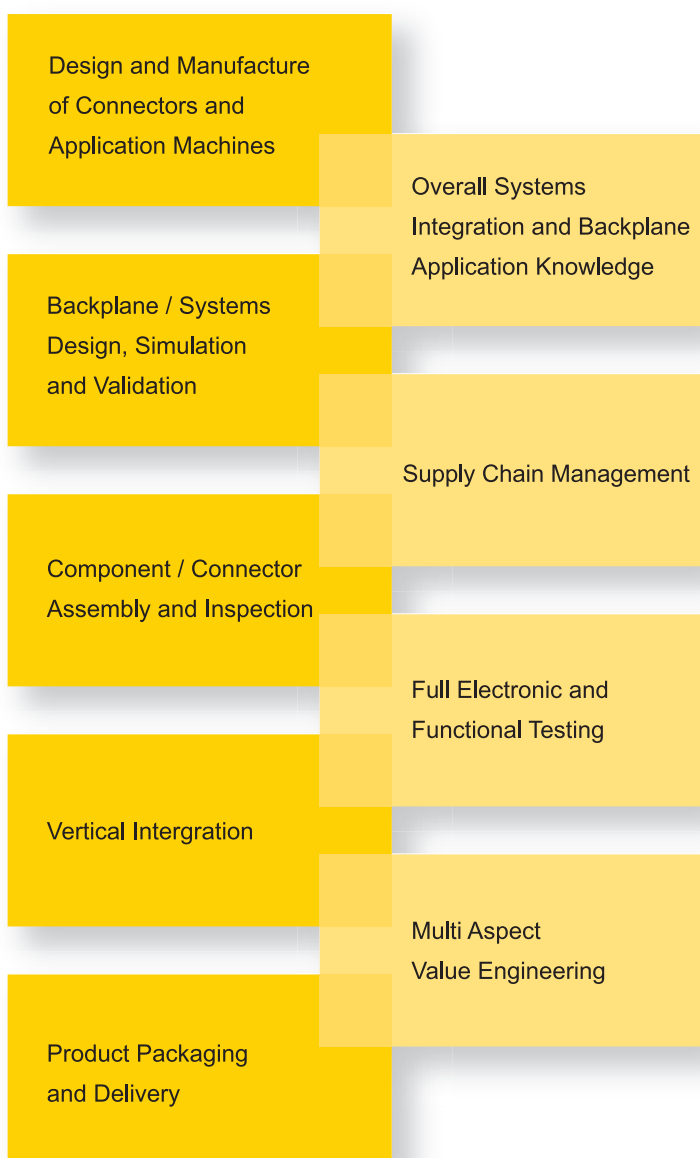 Design and Manufacture
of Connectors and
Application Machines
Overall Systems
Integration and Backplane
Application Knowledge
Backplane / Systems
Design, Simulation
and Validation
Supply Chain Management
Component / Connector
Assembly and Inspection
Full Electronic and
Functional Testing
Vertical Intergration
Multi Aspect
Value Engineering
Product Packaging
and Delivery